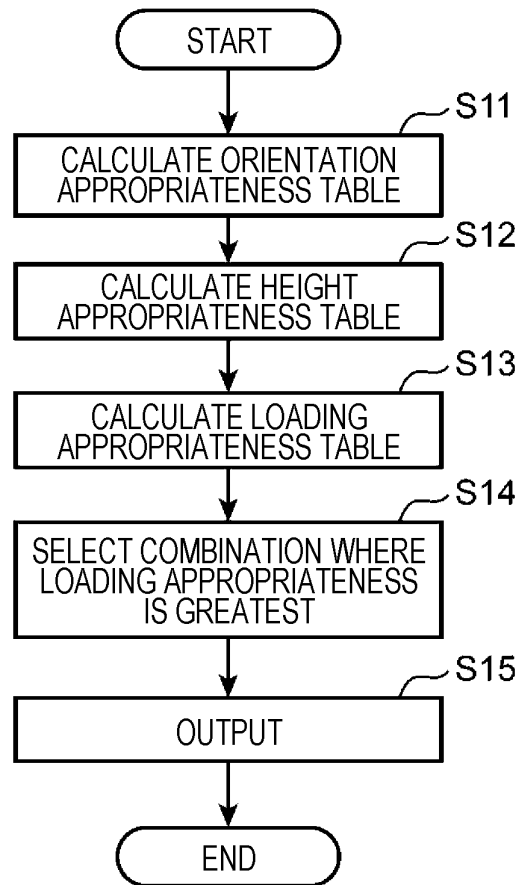 START
S11
CALCULATE ORIENTATION
APPROPRIATENESS TABLE
S12
CALCULATE HEIGHT
APPROPRIATENESS TABLE
S13
CALCULATE LOADING
APPROPRIATENESS TABLE
S14
SELECT COMBINATION WHERE
LOADING APPROPRIATENESS
IS GREATEST
S15
OUTPUT
END